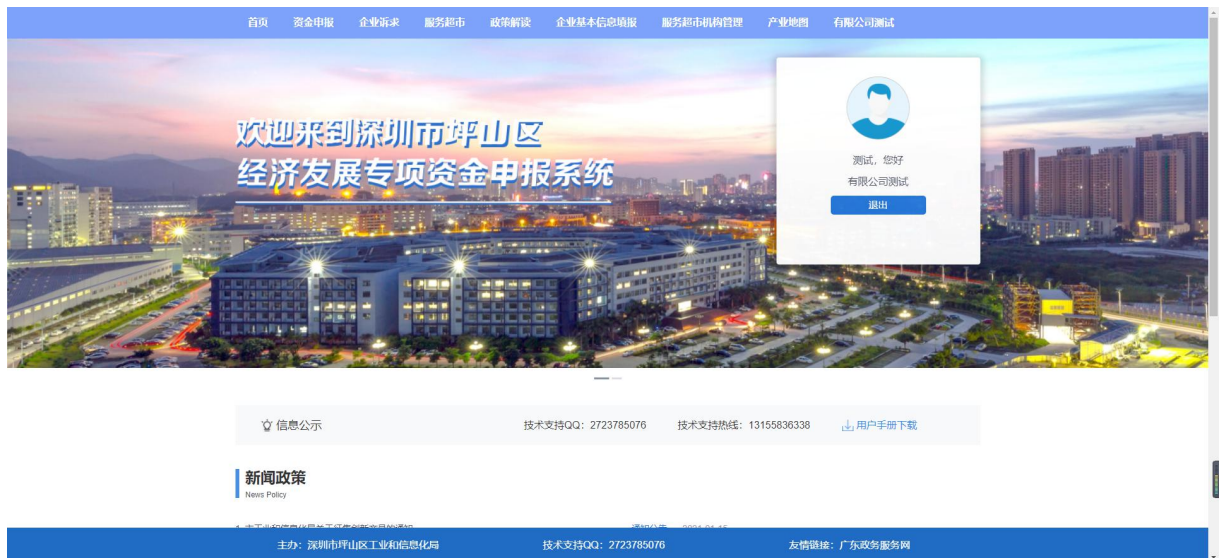 首页 资金申报 企业诉求 服务超市 政策解读 企业基本信息填报 服务超市机构管理 产业地图 有限公司测试
欢迎来到深圳市坪山区
经济发展专项资金申报系统
测试，您好
有限公司测试
退出
信息公示 技术支持QQ：2723785076 技术支持热线：13155836338 用户手册下载
新闻政策
News Policy
主办：深圳市坪山区工业和信息化局 技术支持QQ：2723785076 友情链接：广东政务服务网